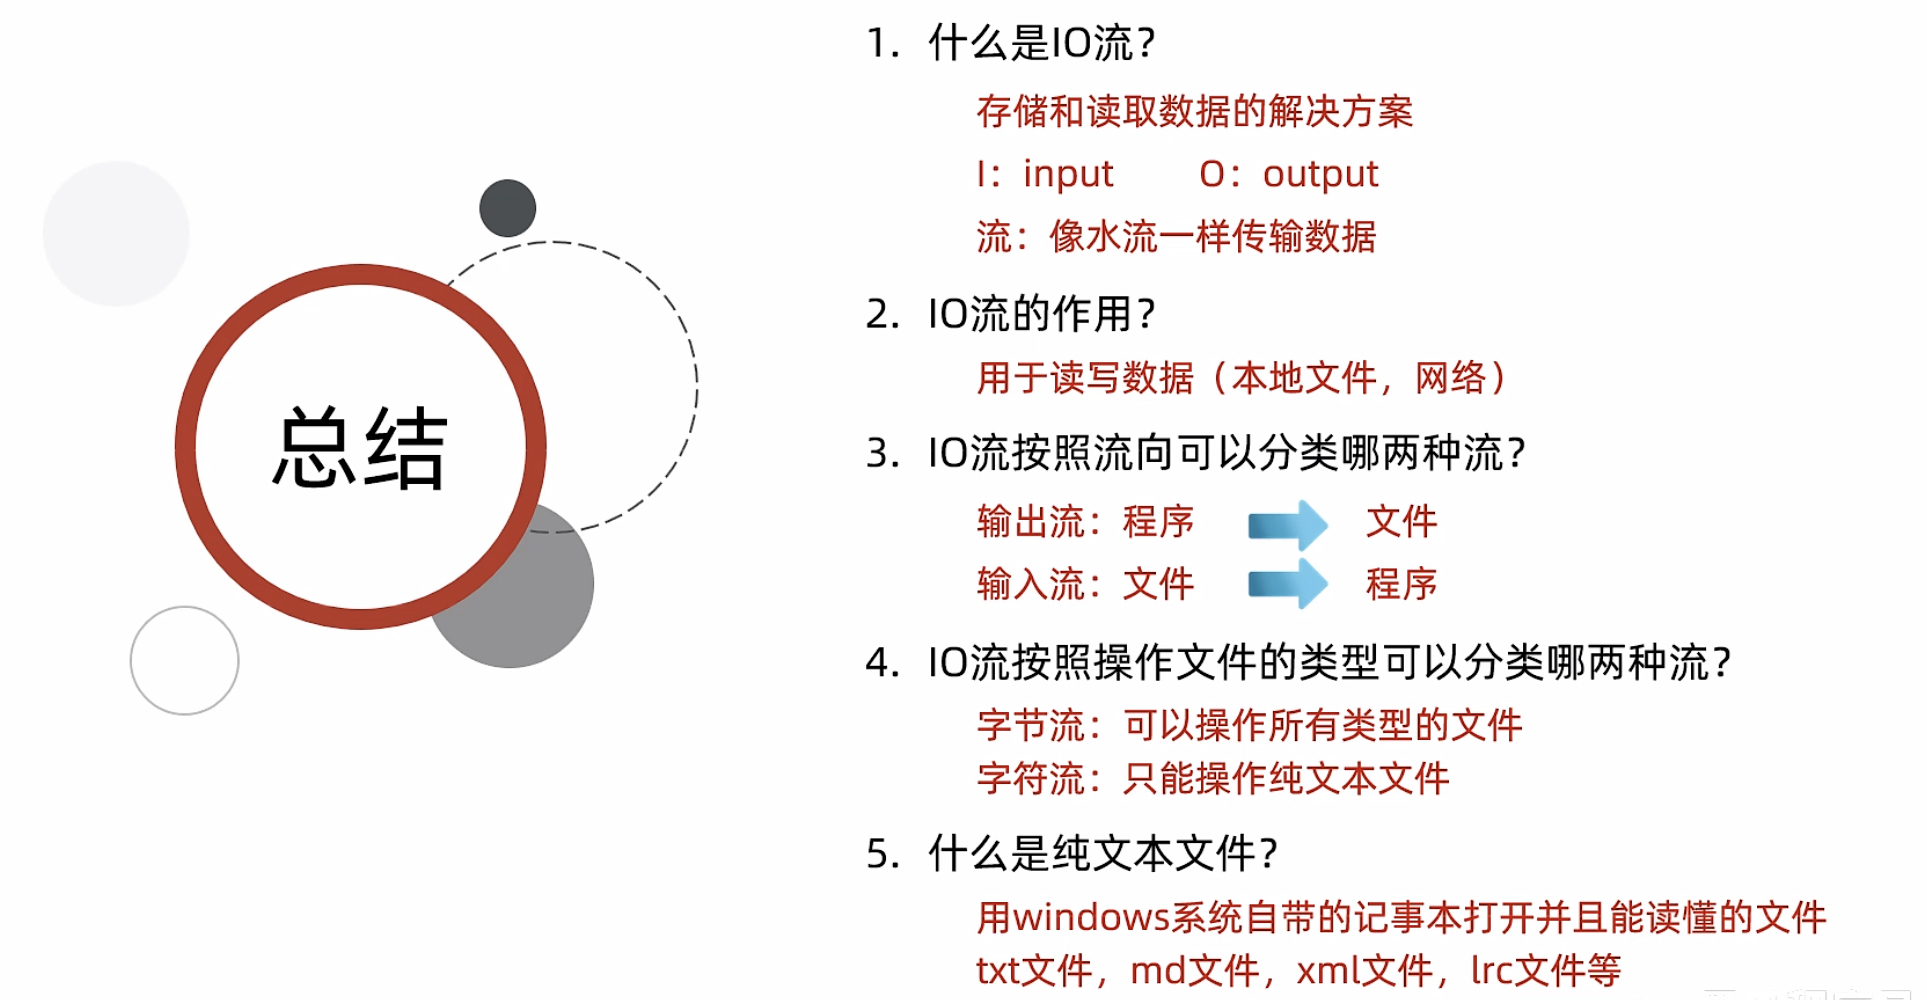 总结
1. 什么是IO流？
存储和读取数据的解决方案
I：input O：output
流：像水流一样传输数据
2. IO流的作用？
用于读写数据（本地文件，网络）
3. IO流按照流向可以分类哪两种流？
输出流：程序 文件
输入流：文件 程序
4. IO流按照操作文件的类型可以分类哪两种流？
字节流：可以操作所有类型的文件
字符流：只能操作纯文本文件
5. 什么是纯文本文件？
用windows系统自带的记事本打开并且能读懂的文件
txt文件，md文件，xml文件，lrc文件等